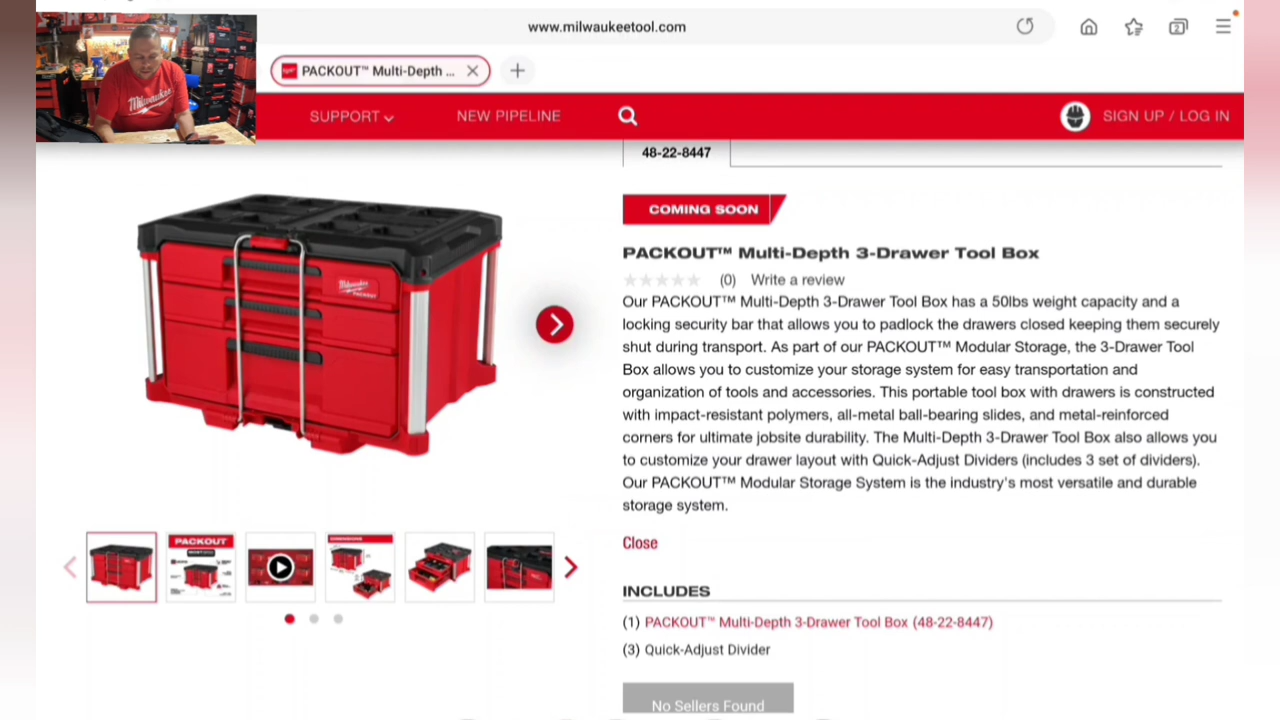 www.milwaukeetool.com
2
PACKOUT™ Multi-Depth ...
Milwaukee
SUPPORT
NEW PIPELINE
SIGN UP / LOG IN
48-22-8447
COMING SOON
PACKOUT™ Multi-Depth 3-Drawer Tool Box
(0) Write a review
Our PACKOUT™ Multi-Depth 3-Drawer Tool Box has a 50lbs weight capacity and a
locking security bar that allows you to padlock the drawers closed keeping them securely
shut during transport. As part of our PACKOUT™ Modular Storage, the 3-Drawer Tool
Box allows you to customize your storage system for easy transportation and
organization of tools and accessories. This portable tool box with drawers is constructed
with impact-resistant polymers, all-metal ball-bearing slides, and metal-reinforced
corners for ultimate jobsite durability. The Multi-Depth 3-Drawer Tool Box also allows you
to customize your drawer layout with Quick-Adjust Dividers (includes 3 set of dividers).
Our PACKOUT™ Modular Storage System is the industry's most versatile and durable
storage system.
Close
INCLUDES
(1) PACKOUT™ Multi-Depth 3-Drawer Tool Box (48-22-8447)
(3) Quick-Adjust Divider
No Sellers Found
Milwaukee
PACKOUT
PACKOUT
DIMENSIONS